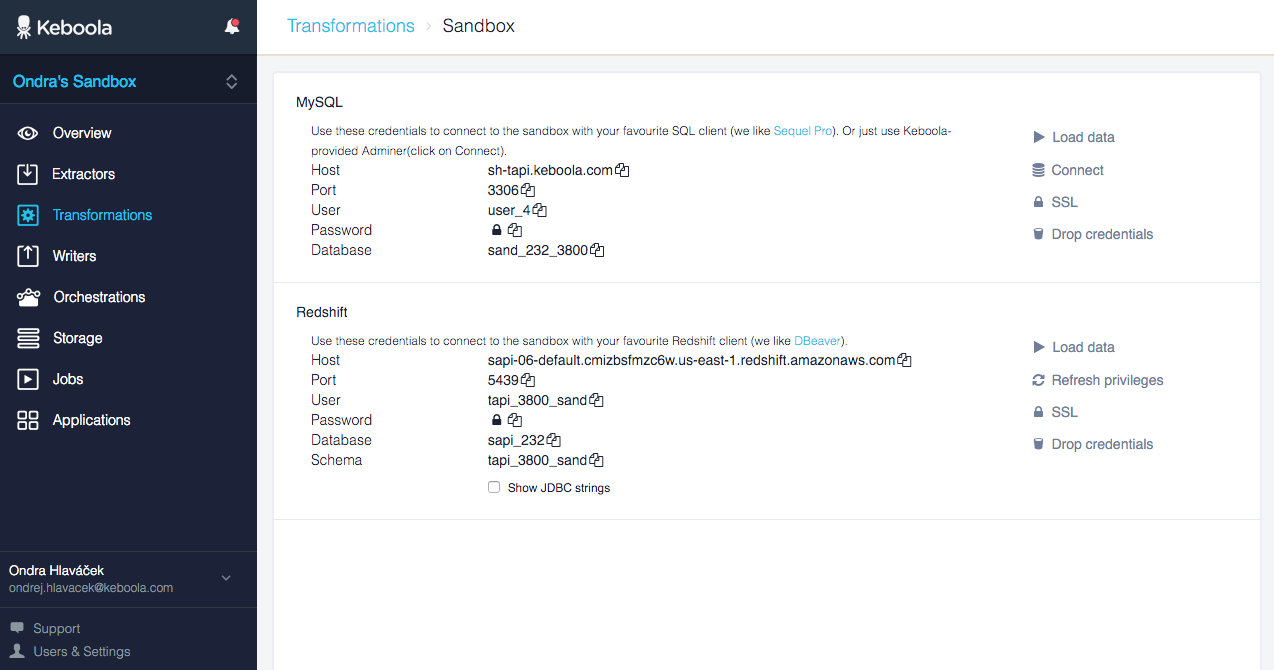 Keboola
Transformations › Sandbox
Ondra's Sandbox
Overview
Extractors
Transformations
Writers
Orchestrations
Storage
Jobs
Applications
Ondra Hlaváček
ondrej.hlavacek@keboola.com
Support
Users & Settings
MySQL
Use these credentials to connect to the sandbox with your favourite SQL client (we like Sequel Pro). Or just use Keboola-
provided Adminer(click on Connect).
Host sh-tapi.keboola.com
Port 3306
User user_4
Password
Database sand_232_3800
Load data
Connect
SSL
Drop credentials
Redshift
Use these credentials to connect to the sandbox with your favourite Redshift client (we like DBeaver).
Host sapi-06-default.cmizbsfmzc6w.us-east-1.redshift.amazonaws.com
Port 5439
User tapi_3800_sand
Password
Database sapi_232
Schema tapi_3800_sand
Show JDBC strings
Load data
Refresh privileges
SSL
Drop credentials